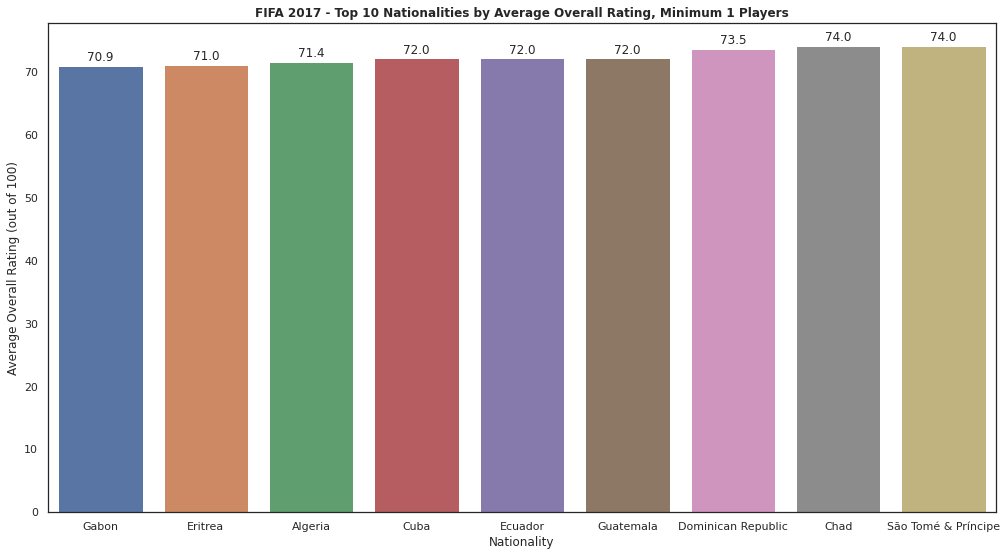 FIFA 2017 - Top 10 Nationalities by Average Overall Rating, Minimum 1 Players
70.9
71.0
71.4
72.0
72.0
72.0
73.5
74.0
74.0
Average Overall Rating (out of 100)
70
60
50
40
30
20
10
0
Gabon
Eritrea
Algeria
Cuba
Ecuador
Guatemala
Dominican Republic
Chad
São Tomé & Príncipe
Nationality